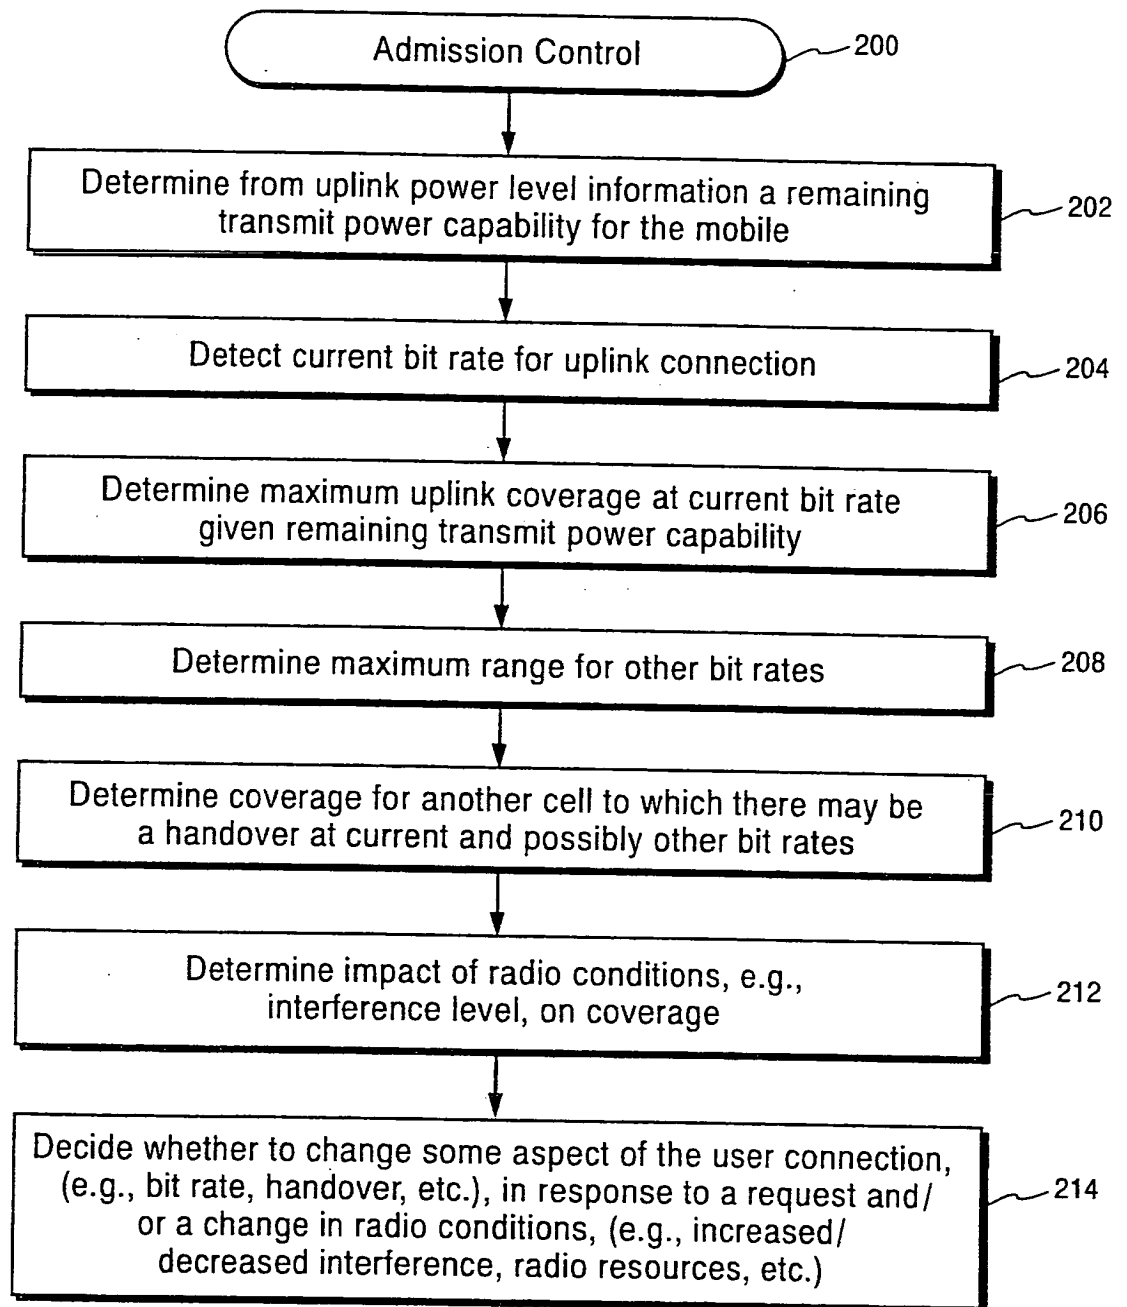 Admission Control
200
Determine from uplink power level information a remaining
transmit power capability for the mobile
202
Detect current bit rate for uplink connection
204
Determine maximum uplink coverage at current bit rate
given remaining transmit power capability
206
Determine maximum range for other bit rates
208
Determine coverage for another cell to which there may be
a handover at current and possibly other bit rates
210
Determine impact of radio conditions, e.g.,
interference level, on coverage
212
Decide whether to change some aspect of the user connection,
(e.g., bit rate, handover, etc.), in response to a request and/
or a change in radio conditions, (e.g., increased/
decreased interference, radio resources, etc.)
214